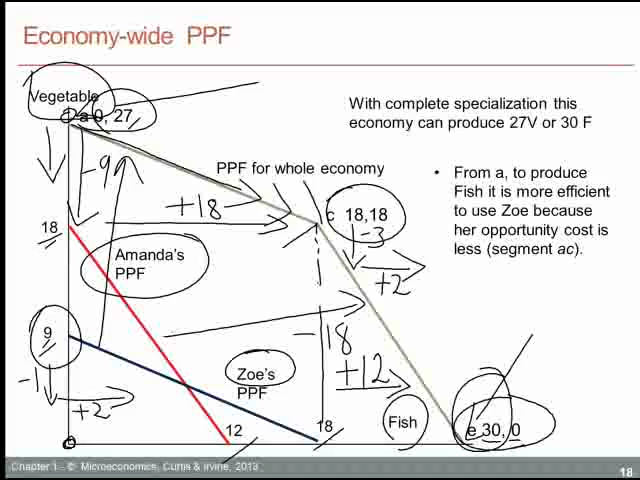 Economy-wide PPF
Vegetable
a 0, 27
With complete specialization this
economy can produce 27V or 30 F
-9
PPF for whole economy
• From a, to produce
Fish it is more efficient
to use Zoe because
her opportunity cost is
less (segment ac).
+18
c 18,18
-3
+2
18
Amanda's
PPF
9
-18
-1
+2
Zoe's
PPF
+12
12
18
Fish
e 30, 0
0
Chapter 1 - © Microeconomics, Curtis & Irvine, 2013
18